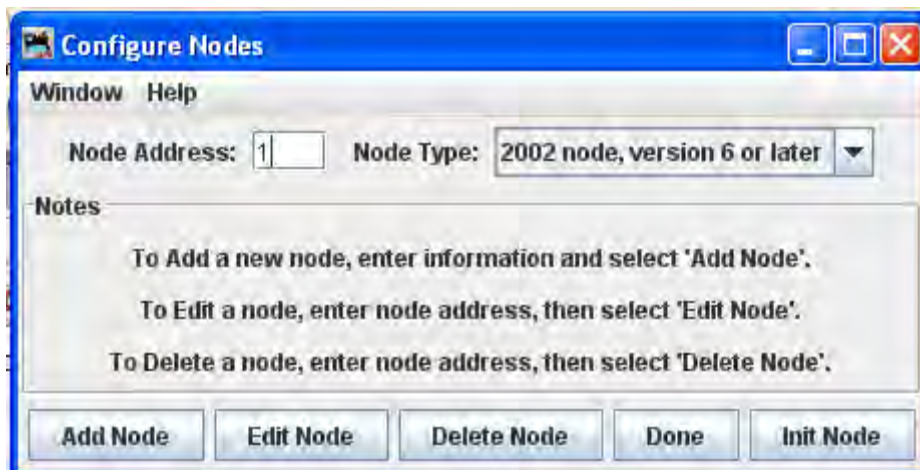 Configure Nodes
Window Help
Node Address: 1 Node Type: 2002 node, version 6 or later
Notes
To Add a new node, enter information and select 'Add Node'.
To Edit a node, enter node address, then select 'Edit Node'.
To Delete a node, enter node address, then select 'Delete Node'.
Add Node Edit Node Delete Node Done Init Node